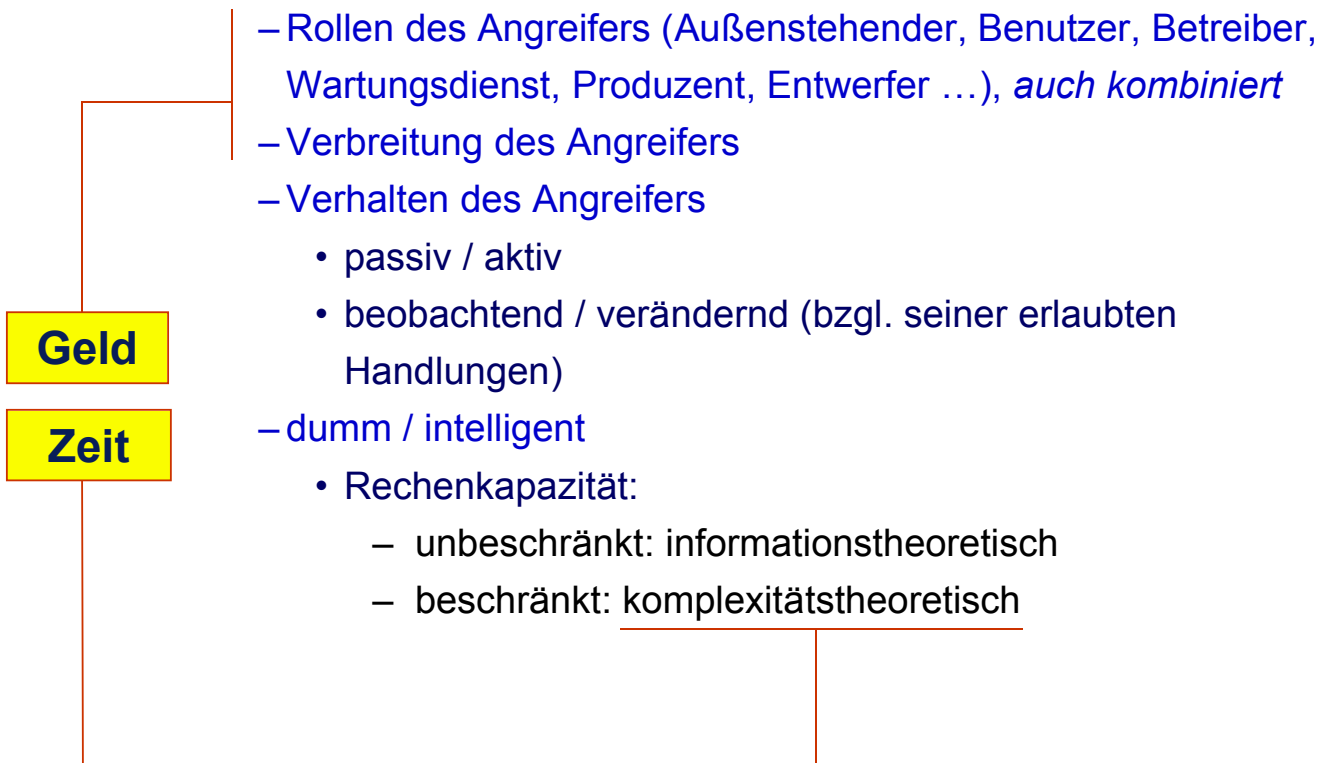 – Rollen des Angreifers (Außenstehender, Benutzer, Betreiber,
Wartungsdienst, Produzent, Entwerfer …), auch kombiniert
– Verbreitung des Angreifers
– Verhalten des Angreifers
• passiv / aktiv
• beobachtend / verändernd (bzgl. seiner erlaubten
Handlungen)
Geld
– dumm / intelligent
Zeit
• Rechenkapazität:
– unbeschränkt: informationstheoretisch
– beschränkt: komplexitätstheoretisch